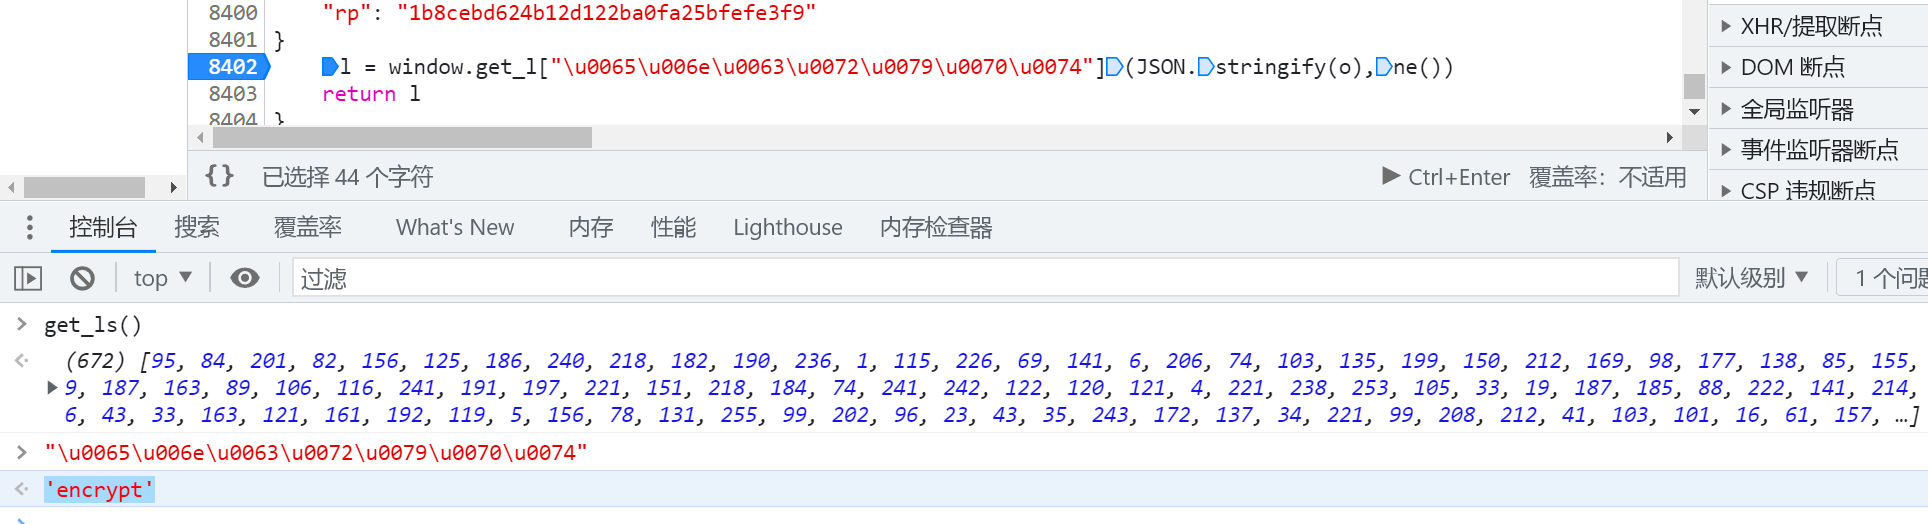 8400 "rp": "1b8cebd624b12d122ba0fa25bfefe3f9"
8401 }
8402 l = window.get_l["\u0065\u006e\u0063\u0072\u0079\u0070\u0074"](JSON.stringify(o),ne())
8403 return l
8404 }
XHR/提取断点
DOM 断点
全局监听器
事件监听器断点
CSP 违规断点
{} 已选择 44 个字符 Ctrl+Enter 覆盖率：不适用
控制台 搜索 覆盖率 What's New 内存 性能 Lighthouse 内存检查器
top 过滤 默认级别 1 个问
> get_ls()
(672) [95, 84, 201, 82, 156, 125, 186, 240, 218, 182, 190, 236, 1, 115, 226, 69, 141, 6, 206, 74, 103, 135, 199, 150, 212, 169, 98, 177, 138, 85, 155,
9, 187, 163, 89, 106, 116, 241, 191, 197, 221, 151, 218, 184, 74, 241, 242, 122, 120, 121, 4, 221, 238, 253, 105, 33, 19, 187, 185, 88, 222, 141, 214,
6, 43, 33, 163, 121, 161, 192, 119, 5, 156, 78, 131, 255, 99, 202, 96, 23, 43, 35, 243, 172, 137, 34, 221, 99, 208, 212, 41, 103, 101, 16, 61, 157, …]
> "\u0065\u006e\u0063\u0072\u0079\u0070\u0074"
'encrypt'